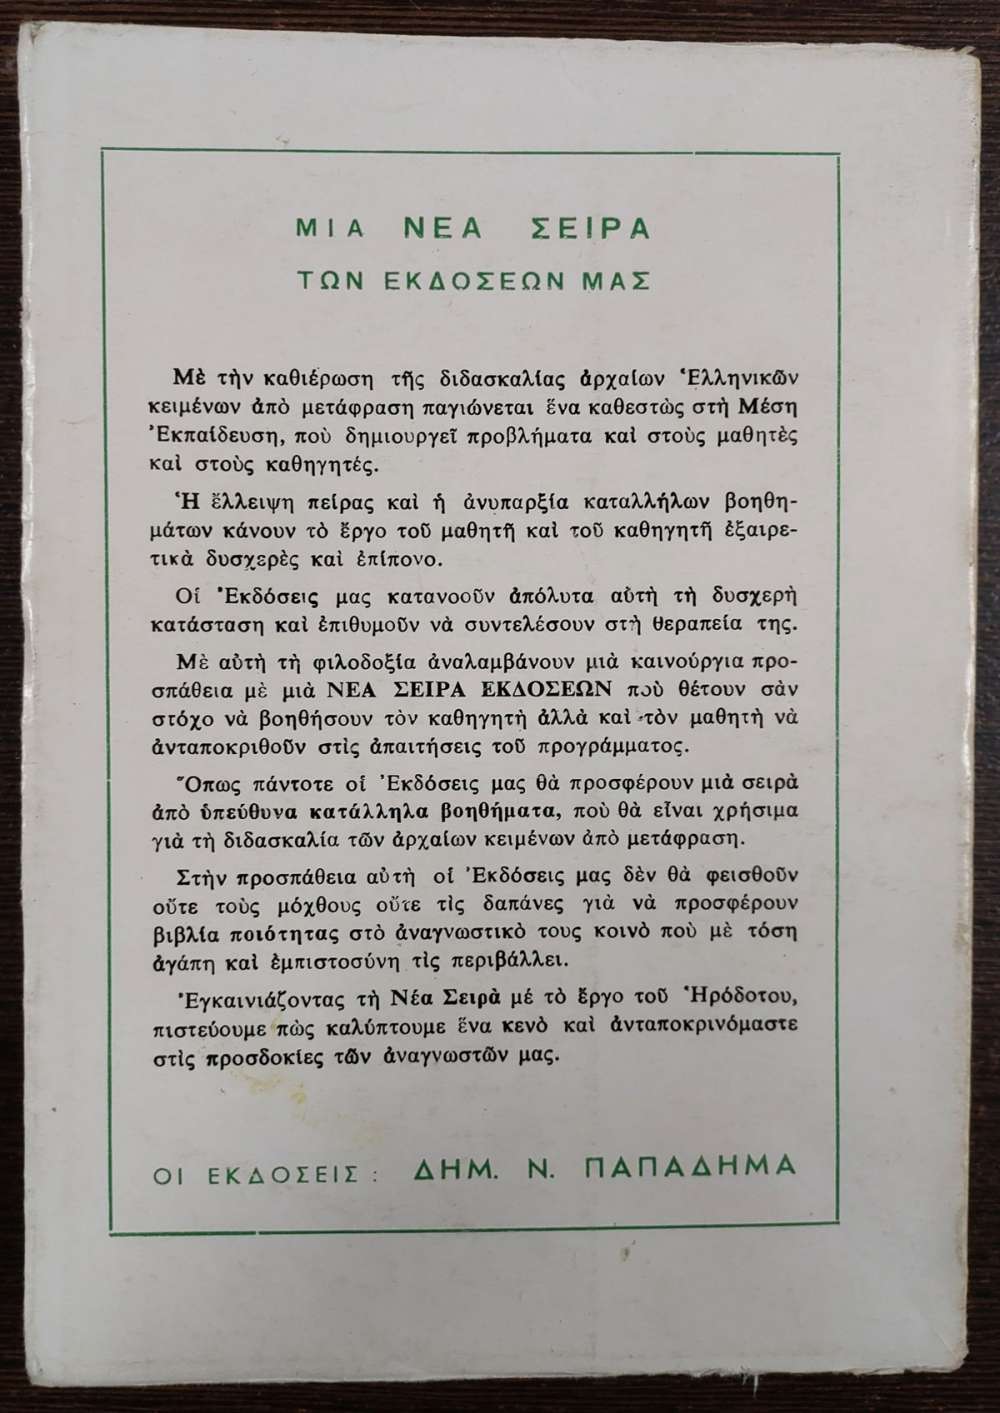 ΜΙΑ ΝΕΑ ΣΕΙΡΑ
ΤΩΝ ΕΚΔΟΣΕΩΝ ΜΑΣ
Μὲ τὴν καθιέρωση τῆς διδασκαλίας ἀρχαίων Ἑλληνικῶν
κειμένων ἀπὸ μετάφραση παγιώνεται ἕνα καθεστὼς στὴ Μέση
Ἐκπαίδευση, ποὺ δημιουργεῖ προβλήματα καὶ στοὺς μαθητὲς
καὶ στοὺς καθηγητές.
Ἡ ἔλλειψη πείρας καὶ ἡ ἀνυπαρξία καταλλήλων βοηθη-
μάτων κάνουν τὸ ἔργο τοῦ μαθητῆ καὶ τοῦ καθηγητῆ ἐξαιρε-
τικὰ δυσχερὲς καὶ ἐπίπονο.
Οἱ Ἐκδόσεις μας κατανοοῦν ἀπόλυτα αὐτὴ τὴ δυσχερὴ
κατάσταση καὶ ἐπιθυμοῦν νὰ συντελέσουν στὴ θεραπεία της.
Μὲ αὐτὴ τὴ φιλοδοξία ἀναλαμβάνουν μιὰ καινούργια προ-
σπάθεια μὲ μιὰ ΝΕΑ ΣΕΙΡΑ ΕΚΔΟΣΕΩΝ ποὺ θέτουν σὰν
στόχο νὰ βοηθήσουν τὸν καθηγητὴ ἀλλὰ καὶ τὸν μαθητὴ νὰ
ἀνταποκριθοῦν στὶς ἀπαιτήσεις τοῦ προγράμματος.
Ὅπως πάντοτε οἱ Ἐκδόσεις μας θὰ προσφέρουν μιὰ σειρὰ
ἀπὸ ὑπεύθυνα κατάλληλα βοηθήματα, ποὺ θὰ εἶναι χρήσιμα
γιὰ τὴ διδασκαλία τῶν ἀρχαίων κειμένων ἀπὸ μετάφραση.
Στὴν προσπάθεια αὐτὴ οἱ Ἐκδόσεις μας δὲν θὰ φεισθοῦν
οὔτε τοὺς μόχθους οὔτε τὶς δαπάνες γιὰ νὰ προσφέρουν
βιβλία ποιότητας στὸ ἀναγνωστικὸ τους κοινὸ ποὺ μὲ τόση
ἀγάπη καὶ ἐμπιστοσύνη τὶς περιβάλλει.
Ἐγκαινιάζοντας τὴ Νέα Σειρὰ μέ τὸ ἔργο τοῦ Ἡρόδοτου,
πιστεύουμε πὼς καλύπτουμε ἕνα κενὸ καὶ ἀνταποκρινόμαστε
στὶς προσδοκίες τῶν ἀναγνωστῶν μας.
ΟΙ ΕΚΔΟΣΕΙΣ : ΔΗΜ. Ν. ΠΑΠΑΔΗΜΑ